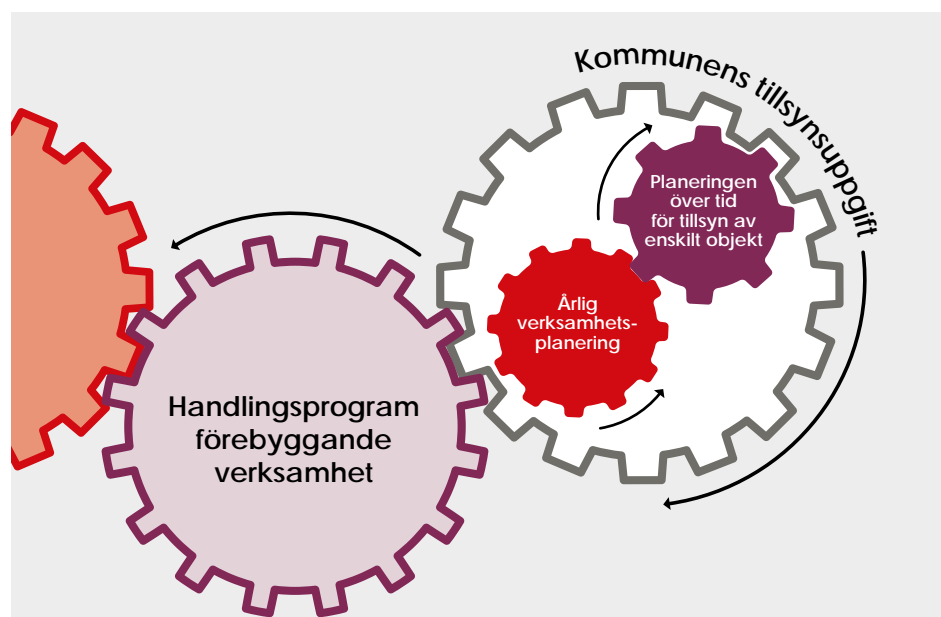 Kommunens tillsynsuppgift
Planeringen
över tid
för tillsyn av
enskilt objekt
Årlig
verksamhets-
planering
Handlingsprogram
förebyggande
verksamhet